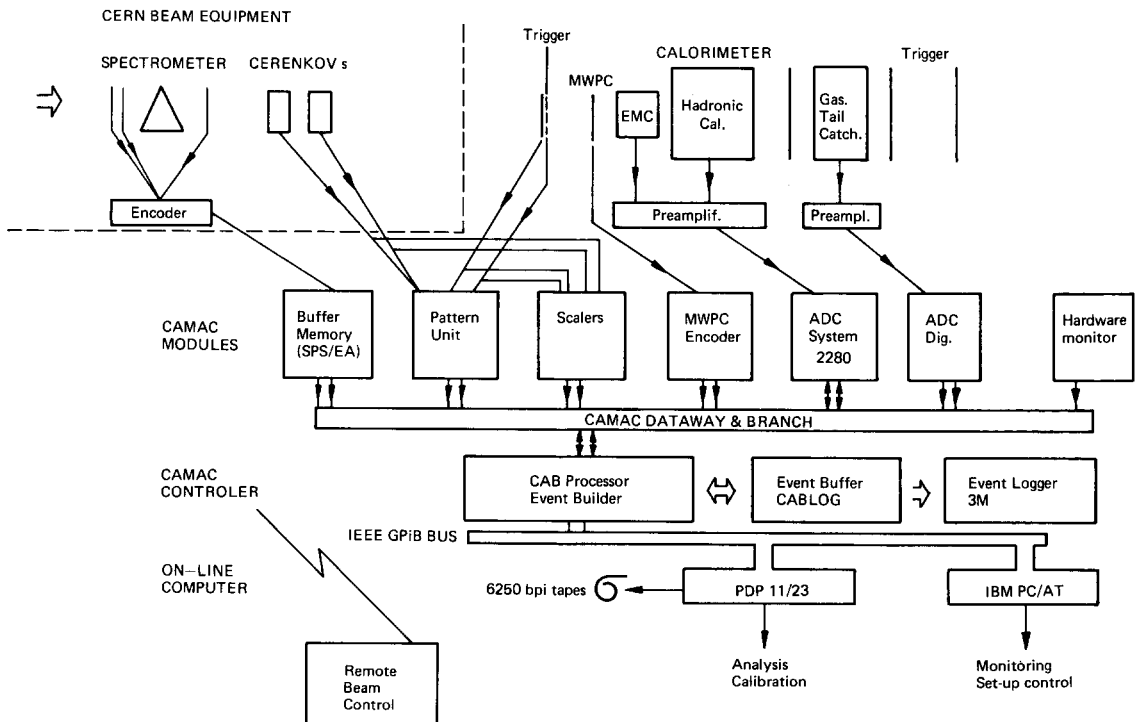 CERN BEAM EQUIPMENT
SPECTROMETER
CERENKOV s
Trigger
MWPC
CALORIMETER
Trigger
EMC
Hadronic
Cal.
Gas.
Tail
Catch.
Encoder
Preamplif.
Preampl.
CAMAC
MODULES
Buffer
Memory
(SPS/EA)
Pattern
Unit
Scalers
MWPC
Encoder
ADC
System
2280
ADC
Dig.
Hardware
monitor
CAMAC DATAWAY & BRANCH
CAMAC
CONTROLER
CAB Processor
Event Builder
Event Buffer
CABLOG
Event Logger
3M
IEEE GPiB BUS
ON–LINE
COMPUTER
6250 bpi tapes
PDP 11/23
IBM PC/AT
Remote
Beam
Control
Analysis
Calibration
Monitoring
Set-up control